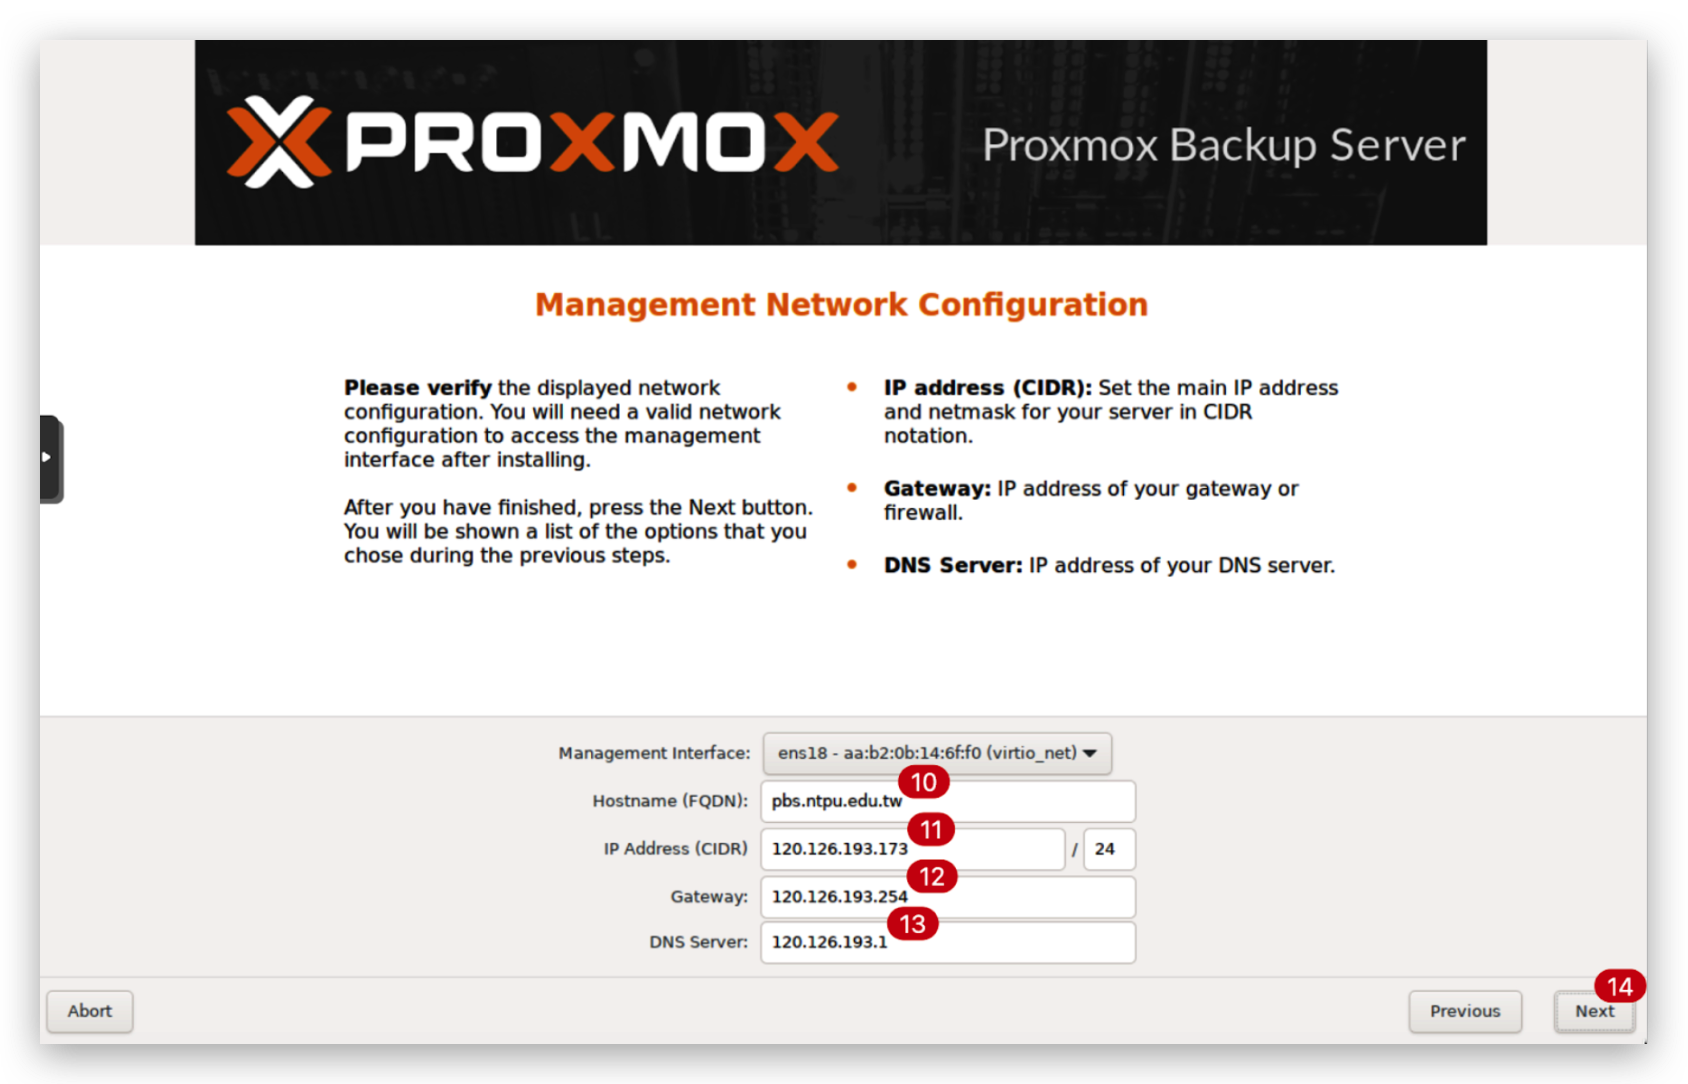 PROXMOX
Proxmox Backup Server
Management Network Configuration
Please verify the displayed network
configuration. You will need a valid network
configuration to access the management
interface after installing.
After you have finished, press the Next button.
You will be shown a list of the options that you
chose during the previous steps.
• IP address (CIDR): Set the main IP address
and netmask for your server in CIDR
notation.
• Gateway: IP address of your gateway or
firewall.
• DNS Server: IP address of your DNS server.
Management Interface: ens18 - aa:b2:0b:14:6f:f0 (virtio_net)
10
Hostname (FQDN): pbs.ntpu.edu.tw
11
IP Address (CIDR) 120.126.193.173 / 24
12
Gateway: 120.126.193.254
13
DNS Server: 120.126.193.1
14
Abort Previous Next